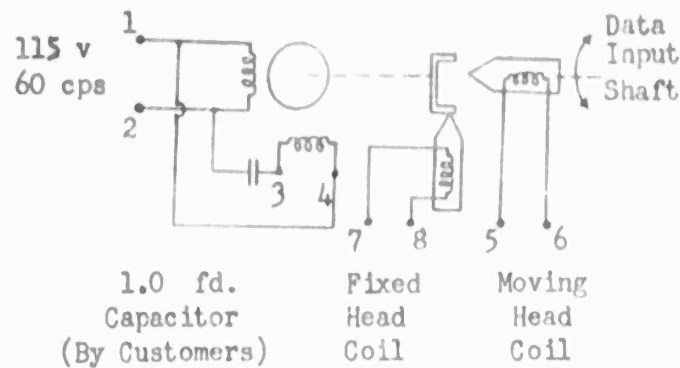 1
115 v
60 cps
2
3
4
7
8
5
6
Data
Input
Shaft
1.0 fd.
Capacitor
(By Customers)
Fixed
Head
Coil
Moving
Head
Coil